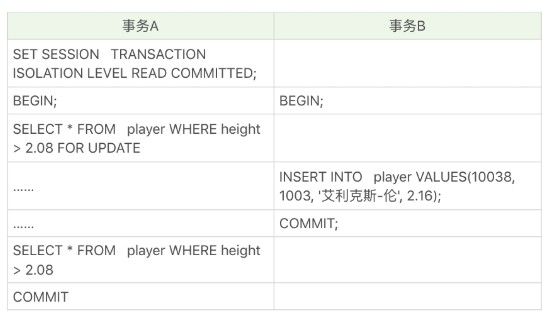 事务A 事务B
SET SESSION TRANSACTION
ISOLATION LEVEL READ COMMITTED;
BEGIN; BEGIN;
SELECT * FROM player WHERE height
> 2.08 FOR UPDATE
...... INSERT INTO player VALUES(10038,
1003, '艾利克斯-伦', 2.16);
...... COMMIT;
SELECT * FROM player WHERE height
> 2.08
COMMIT